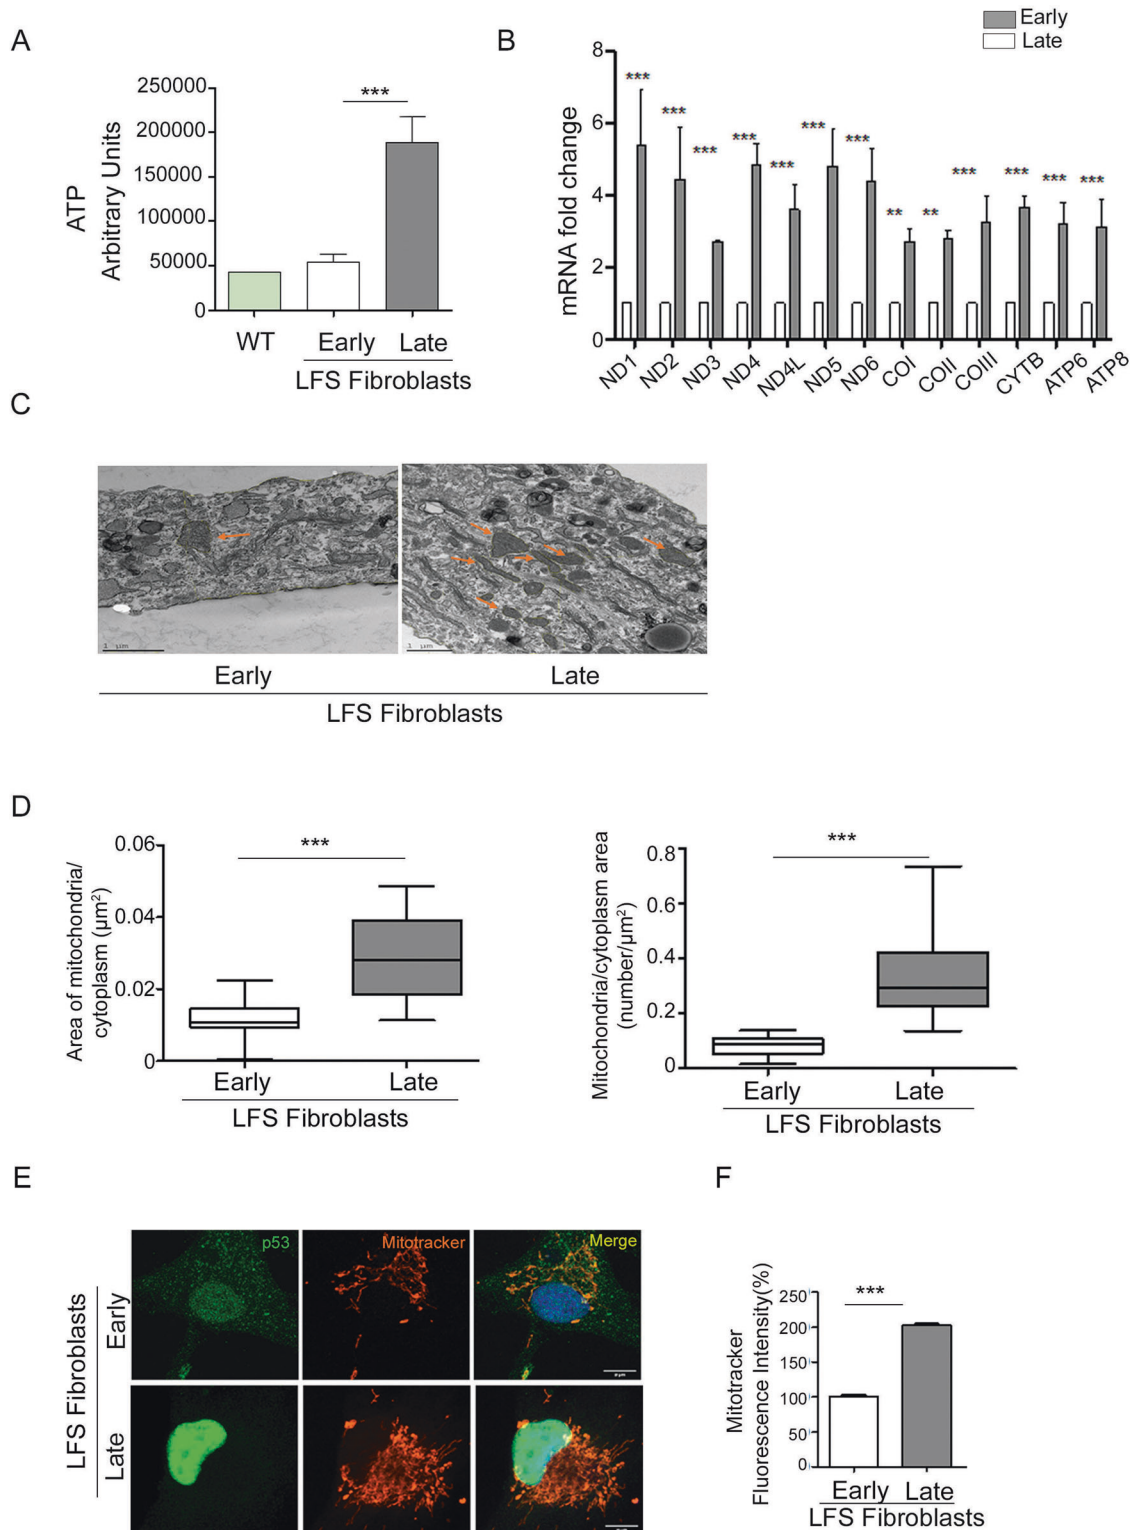 A
ATP
Arbitrary Units
250000
200000
150000
100000
50000
0
***
WT
Early
Late
LFS Fibroblasts
B
Early
Late
mRNA fold change
8
6
4
2
0
*** *** *** *** *** *** *** ** ** *** *** *** ***
ND1 ND2 ND3 ND4 ND4L ND5 ND6 COI COII COIII CYTB ATP6 ATP8
C
1 µm
1 µm
Early
Late
LFS Fibroblasts
D
Area of mitochondria/
cytoplasm (µm²)
0.06
0.04
0.02
0
***
Early
Late
LFS Fibroblasts
Mitochondria/cytoplasm area
(number/µm²)
0.8
0.6
0.4
0.2
0
***
Early
Late
LFS Fibroblasts
E
LFS Fibroblasts
Early
Late
p53
Mitotracker
Merge
F
Mitotracker
Fluorescence Intensity(%)
250
200
150
100
50
0
***
Early
Late
LFS Fibroblasts